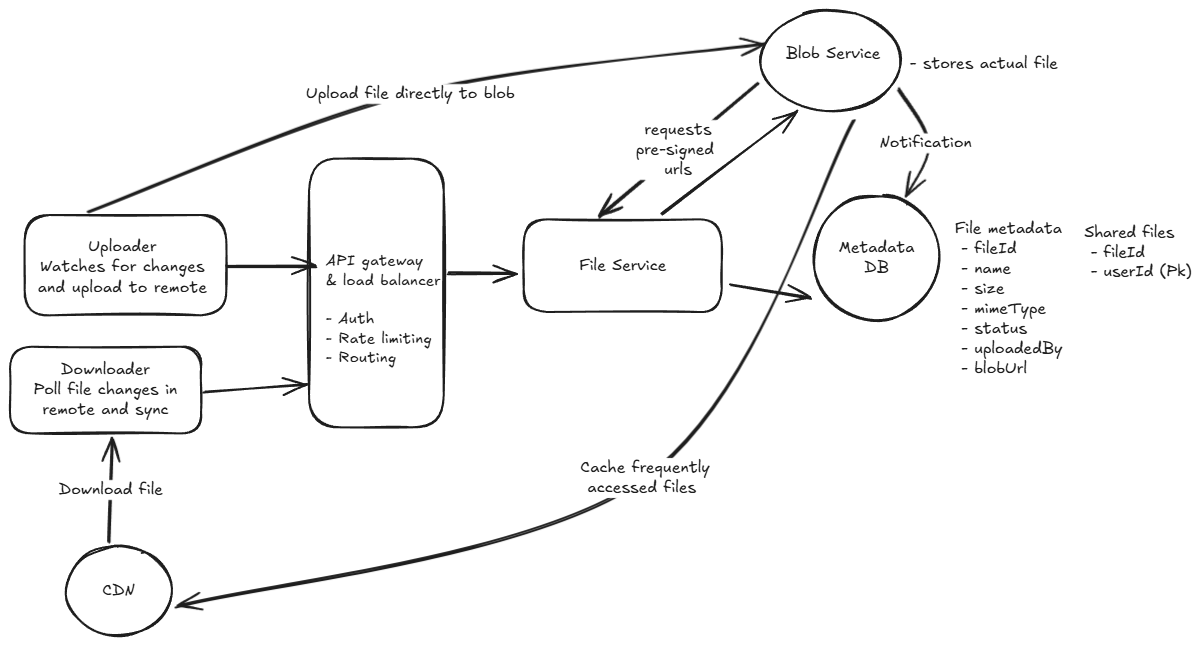 Blob Service
- stores actual file
Upload file directly to blob
requests
pre-signed
urls
Notification
Uploader
Watches for changes
and upload to remote
API gateway
& load balancer
- Auth
- Rate limiting
- Routing
File Service
Metadata
DB
File metadata
- fileId
- name
- size
- mimeType
- status
- uploadedBy
- blobUrl
Shared files
- fileId
- userId (Pk)
Downloader
Poll file changes in
remote and sync
Download file
Cache frequently
accessed files
CDN